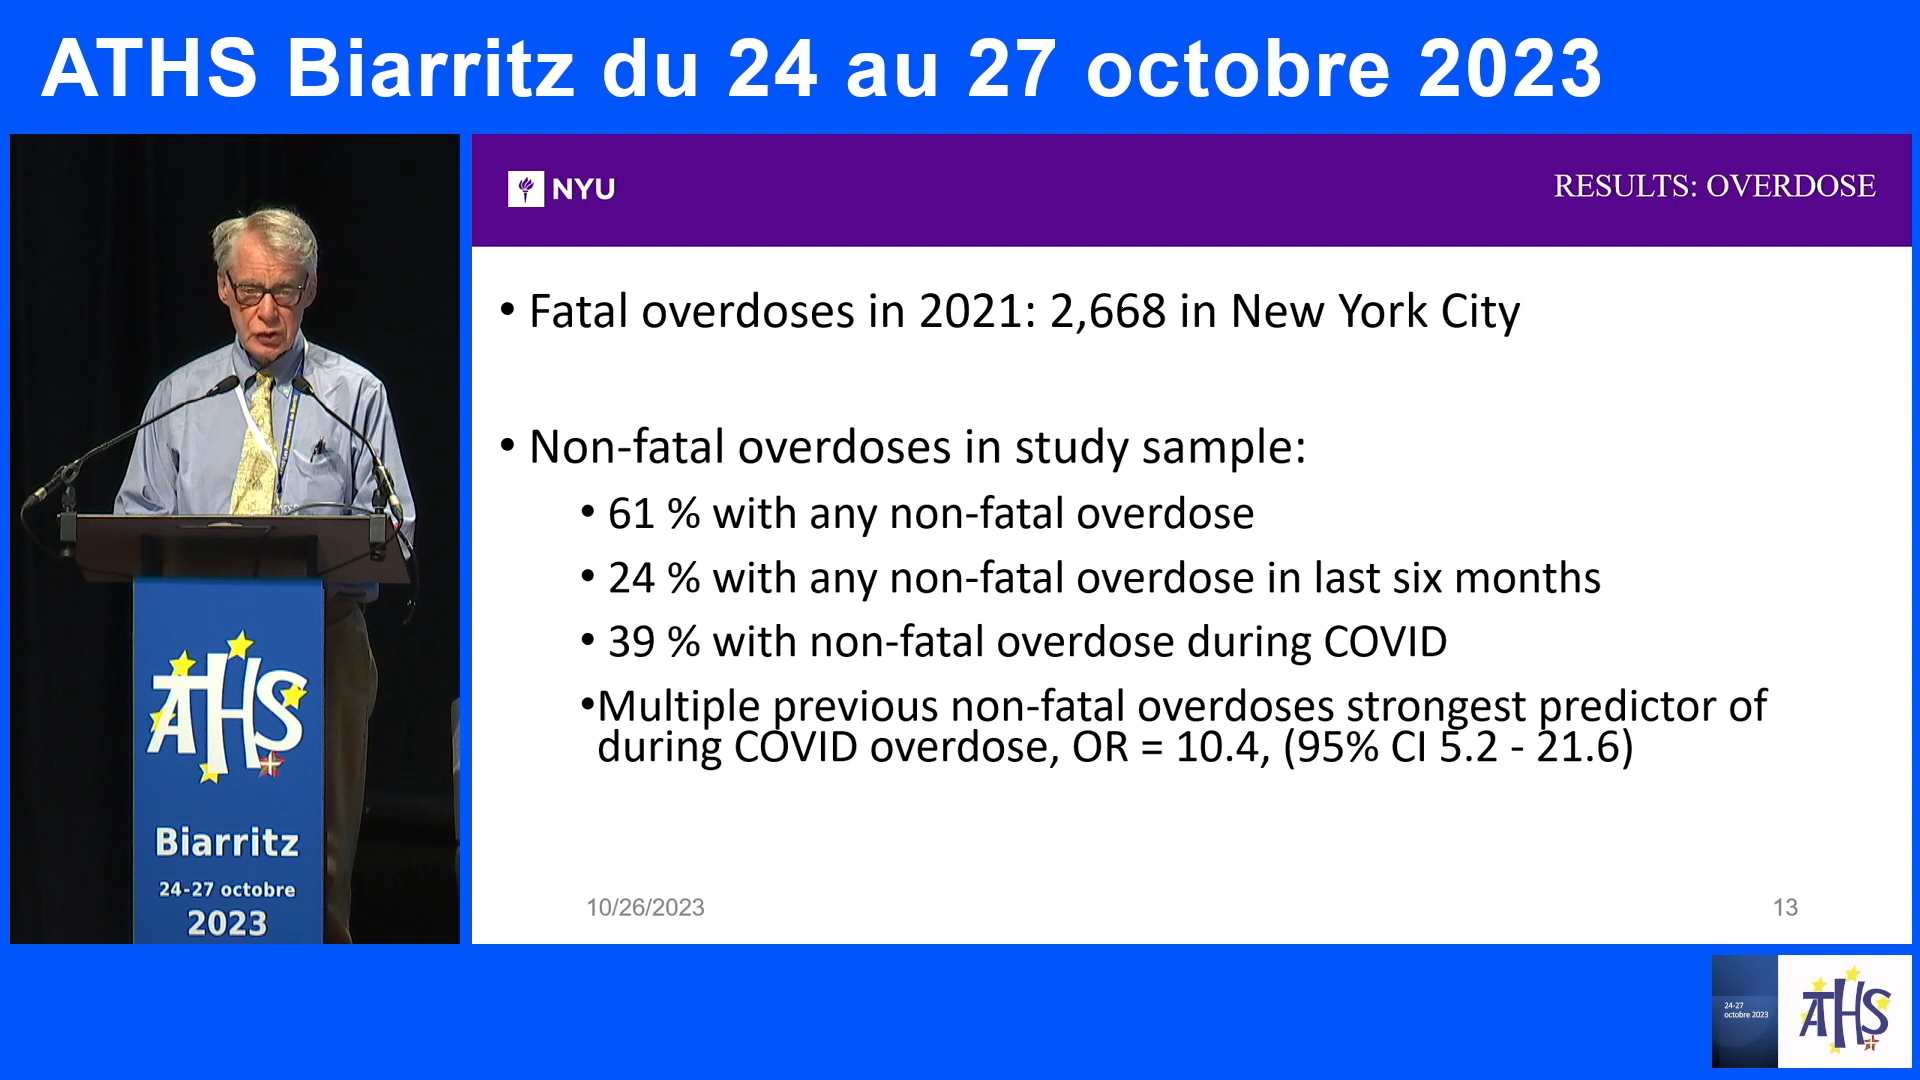 ATHS Biarritz du 24 au 27 octobre 2023
NYU
RESULTS: OVERDOSE
• Fatal overdoses in 2021: 2,668 in New York City
• Non-fatal overdoses in study sample:
• 61 % with any non-fatal overdose
• 24 % with any non-fatal overdose in last six months
• 39 % with non-fatal overdose during COVID
•Multiple previous non-fatal overdoses strongest predictor of
during COVID overdose, OR = 10.4, (95% CI 5.2 - 21.6)
10/26/2023
13
ATHS
Biarritz
24-27 octobre
2023
24-27
octobre 2023
ATHS